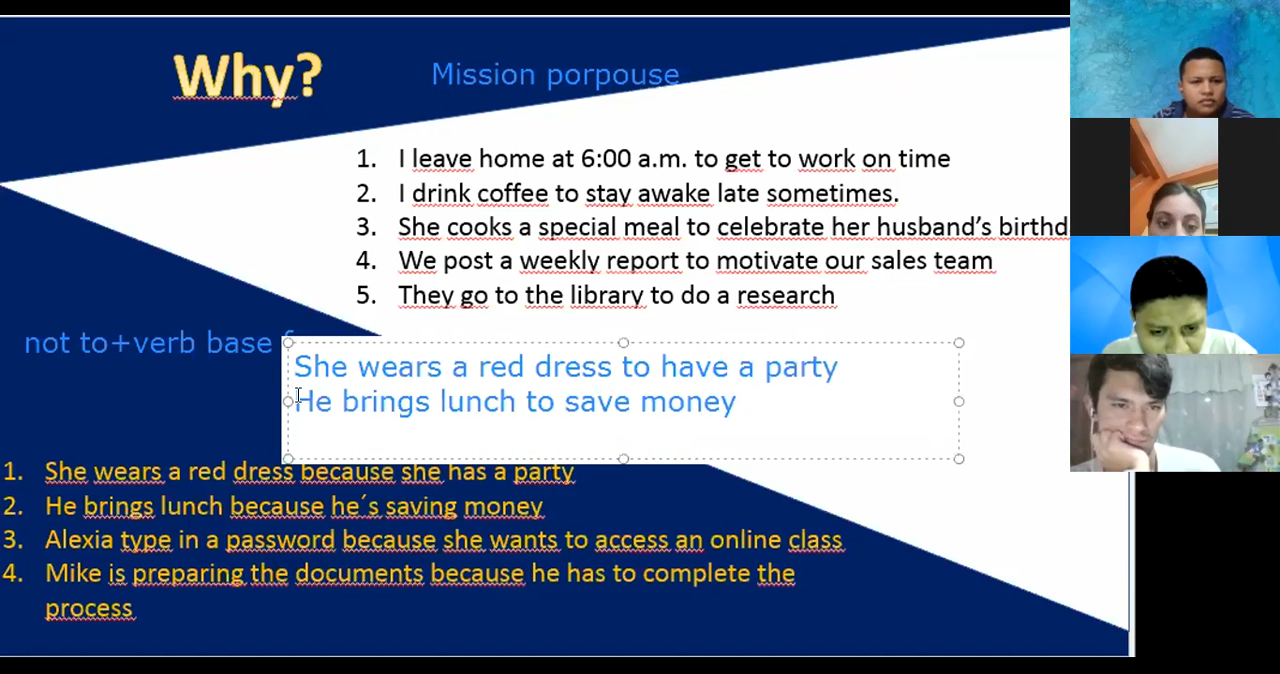 Why?
Mission porpouse
1. I leave home at 6:00 a.m. to get to work on time
2. I drink coffee to stay awake late sometimes.
3. She cooks a special meal to celebrate her husband's birthd
4. We post a weekly report to motivate our sales team
5. They go to the library to do a research
not to+verb base f
She wears a red dress to have a party
He brings lunch to save money
1. She wears a red dress because she has a party
2. He brings lunch because he´s saving money
3. Alexia type in a password because she wants to access an online class
4. Mike is preparing the documents because he has to complete the
process